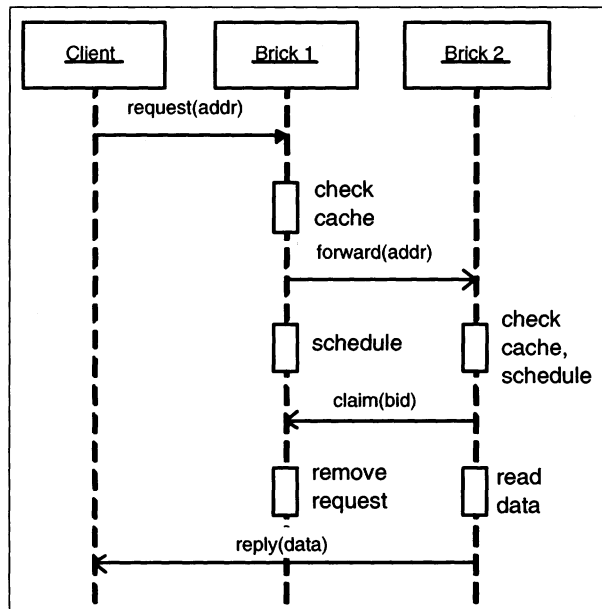 Client
Brick 1
Brick 2
request(addr)
check
cache
forward(addr)
schedule
check
cache,
schedule
claim(bid)
remove
request
read
data
reply(data)